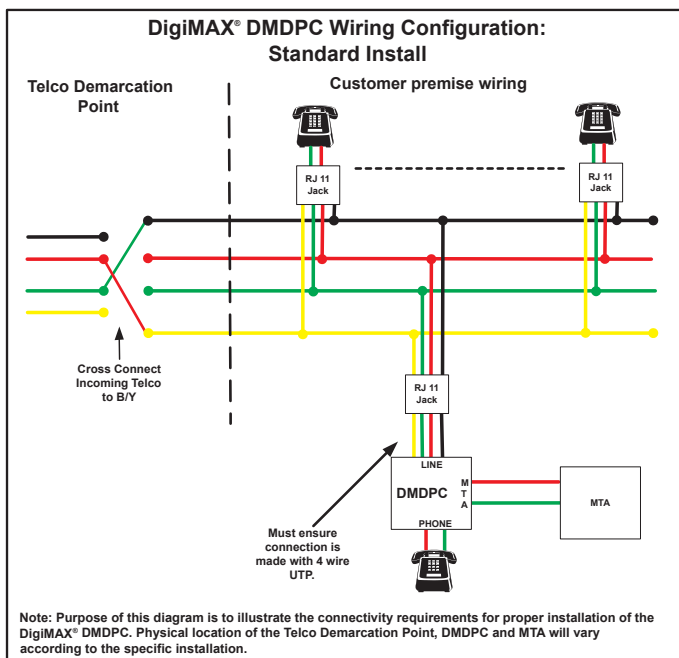 DigiMAX® DMDPC Wiring Configuration:
Standard Install
Telco Demarcation
Point
Customer premise wiring
RJ 11
Jack
RJ 11
Jack
Cross Connect
Incoming Telco
to B/Y
RJ 11
Jack
LINE
DMDPC
M
T
A
PHONE
MTA
Must ensure
connection is
made with 4 wire
UTP.
Note: Purpose of this diagram is to illustrate the connectivity requirements for proper installation of the
DigiMAX® DMDPC. Physical location of the Telco Demarcation Point, DMDPC and MTA will vary
according to the specific installation.